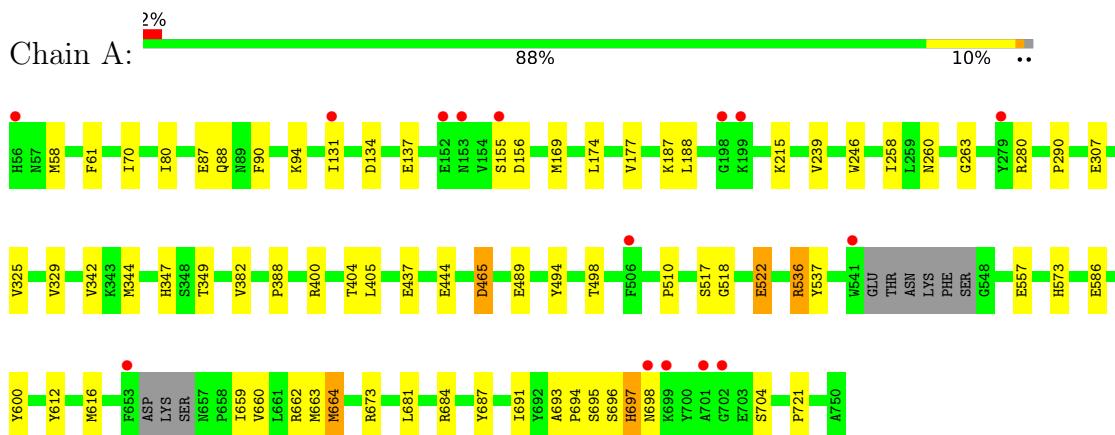 2%
Chain A:
88% 10% ••
H56 N57 M58 F61 I70 I80 E87 Q88 N89 F90 K94 I131 D134 E137 E152 N153 V154 S155 D156 M169 L174 V177 K187 L188 G198 K199 K215 V239 W246 I258 L259 N260 G263 Y279 R280 P290 E307
V325 V329 V342 K343 M344 H347 S348 T349 V382 P388 R400 T404 L405 E437 E444 D465 E489 Y494 T498 F506 P510 S517 G518 E522 R536 Y537 W541 GLU THR ASN LYS PHE SER G548 E557 H573 E586
Y600 Y612 M616 F653 ASP LYS SER N657 P658 I659 V660 L661 R662 M663 M664 R673 L681 R684 Y687 I691 Y692 A693 P694 S695 S696 H697 N698 K699 Y700 A701 G702 E703 S704 P721 A750